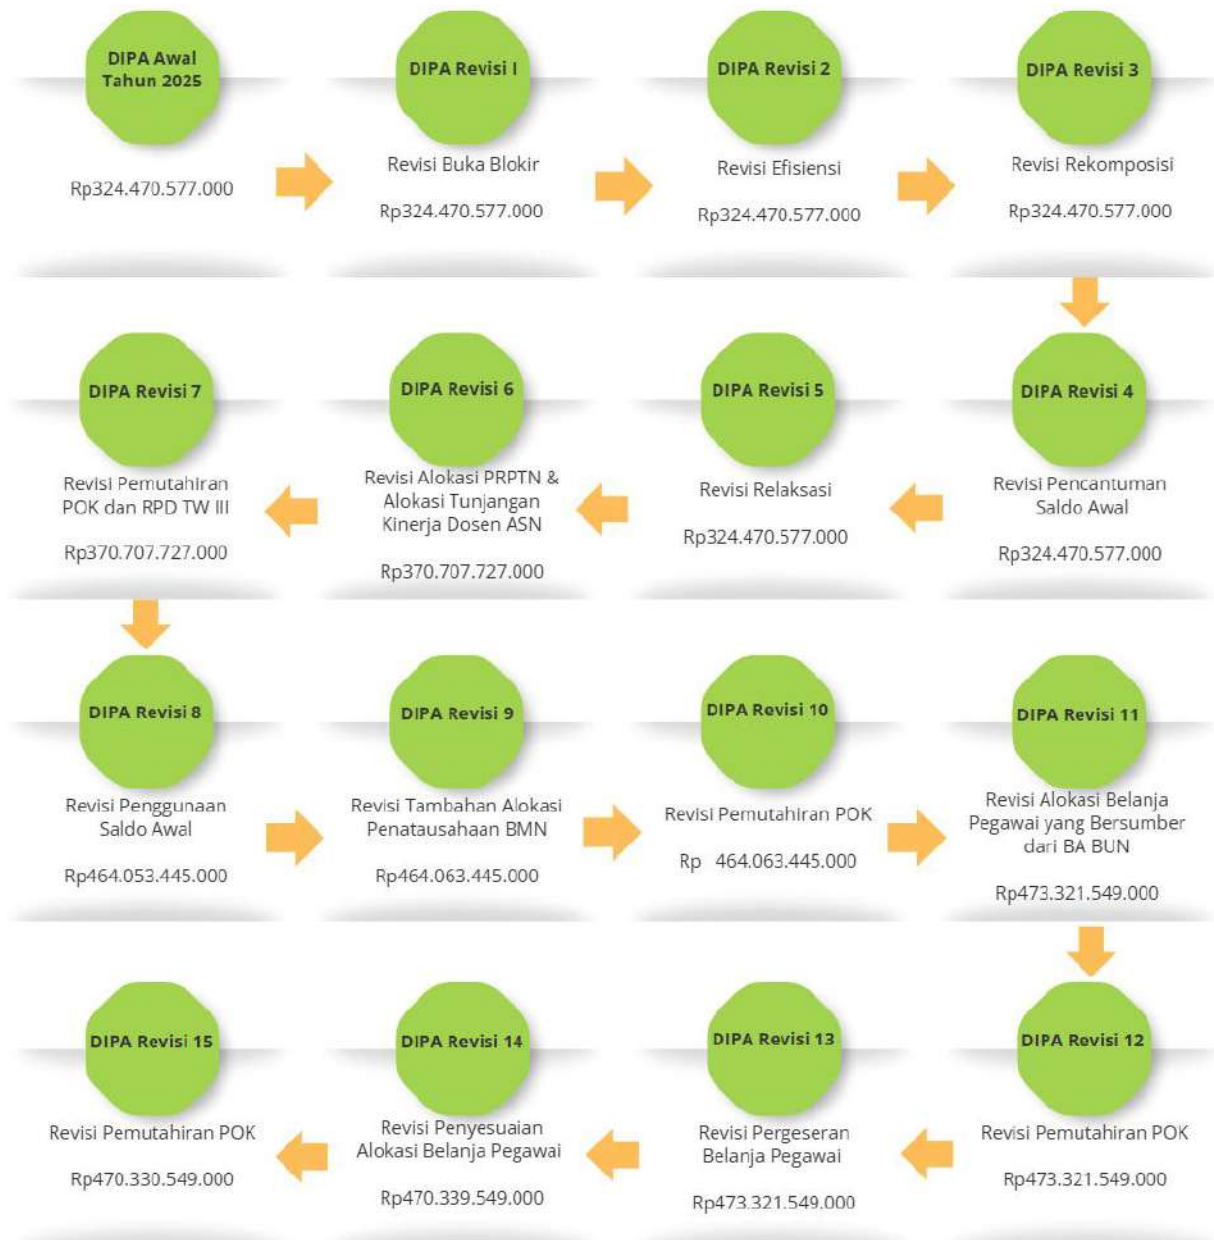 DIPA Awal
Tahun 2025
Rp324.470.577.000
DIPA Revisi I
Revisi Buka Blokir
Rp324.470.577.000
DIPA Revisi 2
Revisi Efisiensi
Rp324.470.577.000
DIPA Revisi 3
Revisi Rekomposisi
Rp324.470.577.000
DIPA Revisi 4
Revisi Pencantuman
Saldo Awal
Rp324.470.577.000
DIPA Revisi 5
Revisi Relaksasi
Rp324.470.577.000
DIPA Revisi 6
Revisi Alokasi PRPTN &
Alokasi Tunjangan
Kinerja Dosen ASN
Rp370.707.727.000
DIPA Revisi 7
Revisi Pemutahiran
POK dan RPD TW III
Rp370.707.727.000
DIPA Revisi 8
Revisi Penggunaan
Saldo Awal
Rp464.053.445.000
DIPA Revisi 9
Revisi Tambahan Alokasi
Penatausahaan BMN
Rp464.063.445.000
DIPA Revisi 10
Revisi Pemutahiran POK
Rp 464.063.445.000
DIPA Revisi 11
Revisi Alokasi Belanja
Pegawai yang Bersumber
dari BA BUN
Rp473.321.549.000
DIPA Revisi 12
Revisi Pemutahiran POK
Rp473.321.549.000
DIPA Revisi 13
Revisi Pergeseran
Belanja Pegawai
Rp473.321.549.000
DIPA Revisi 14
Revisi Penyesuaian
Alokasi Belanja Pegawai
Rp470.339.549.000
DIPA Revisi 15
Revisi Pemutahiran POK
Rp470.330.549.000